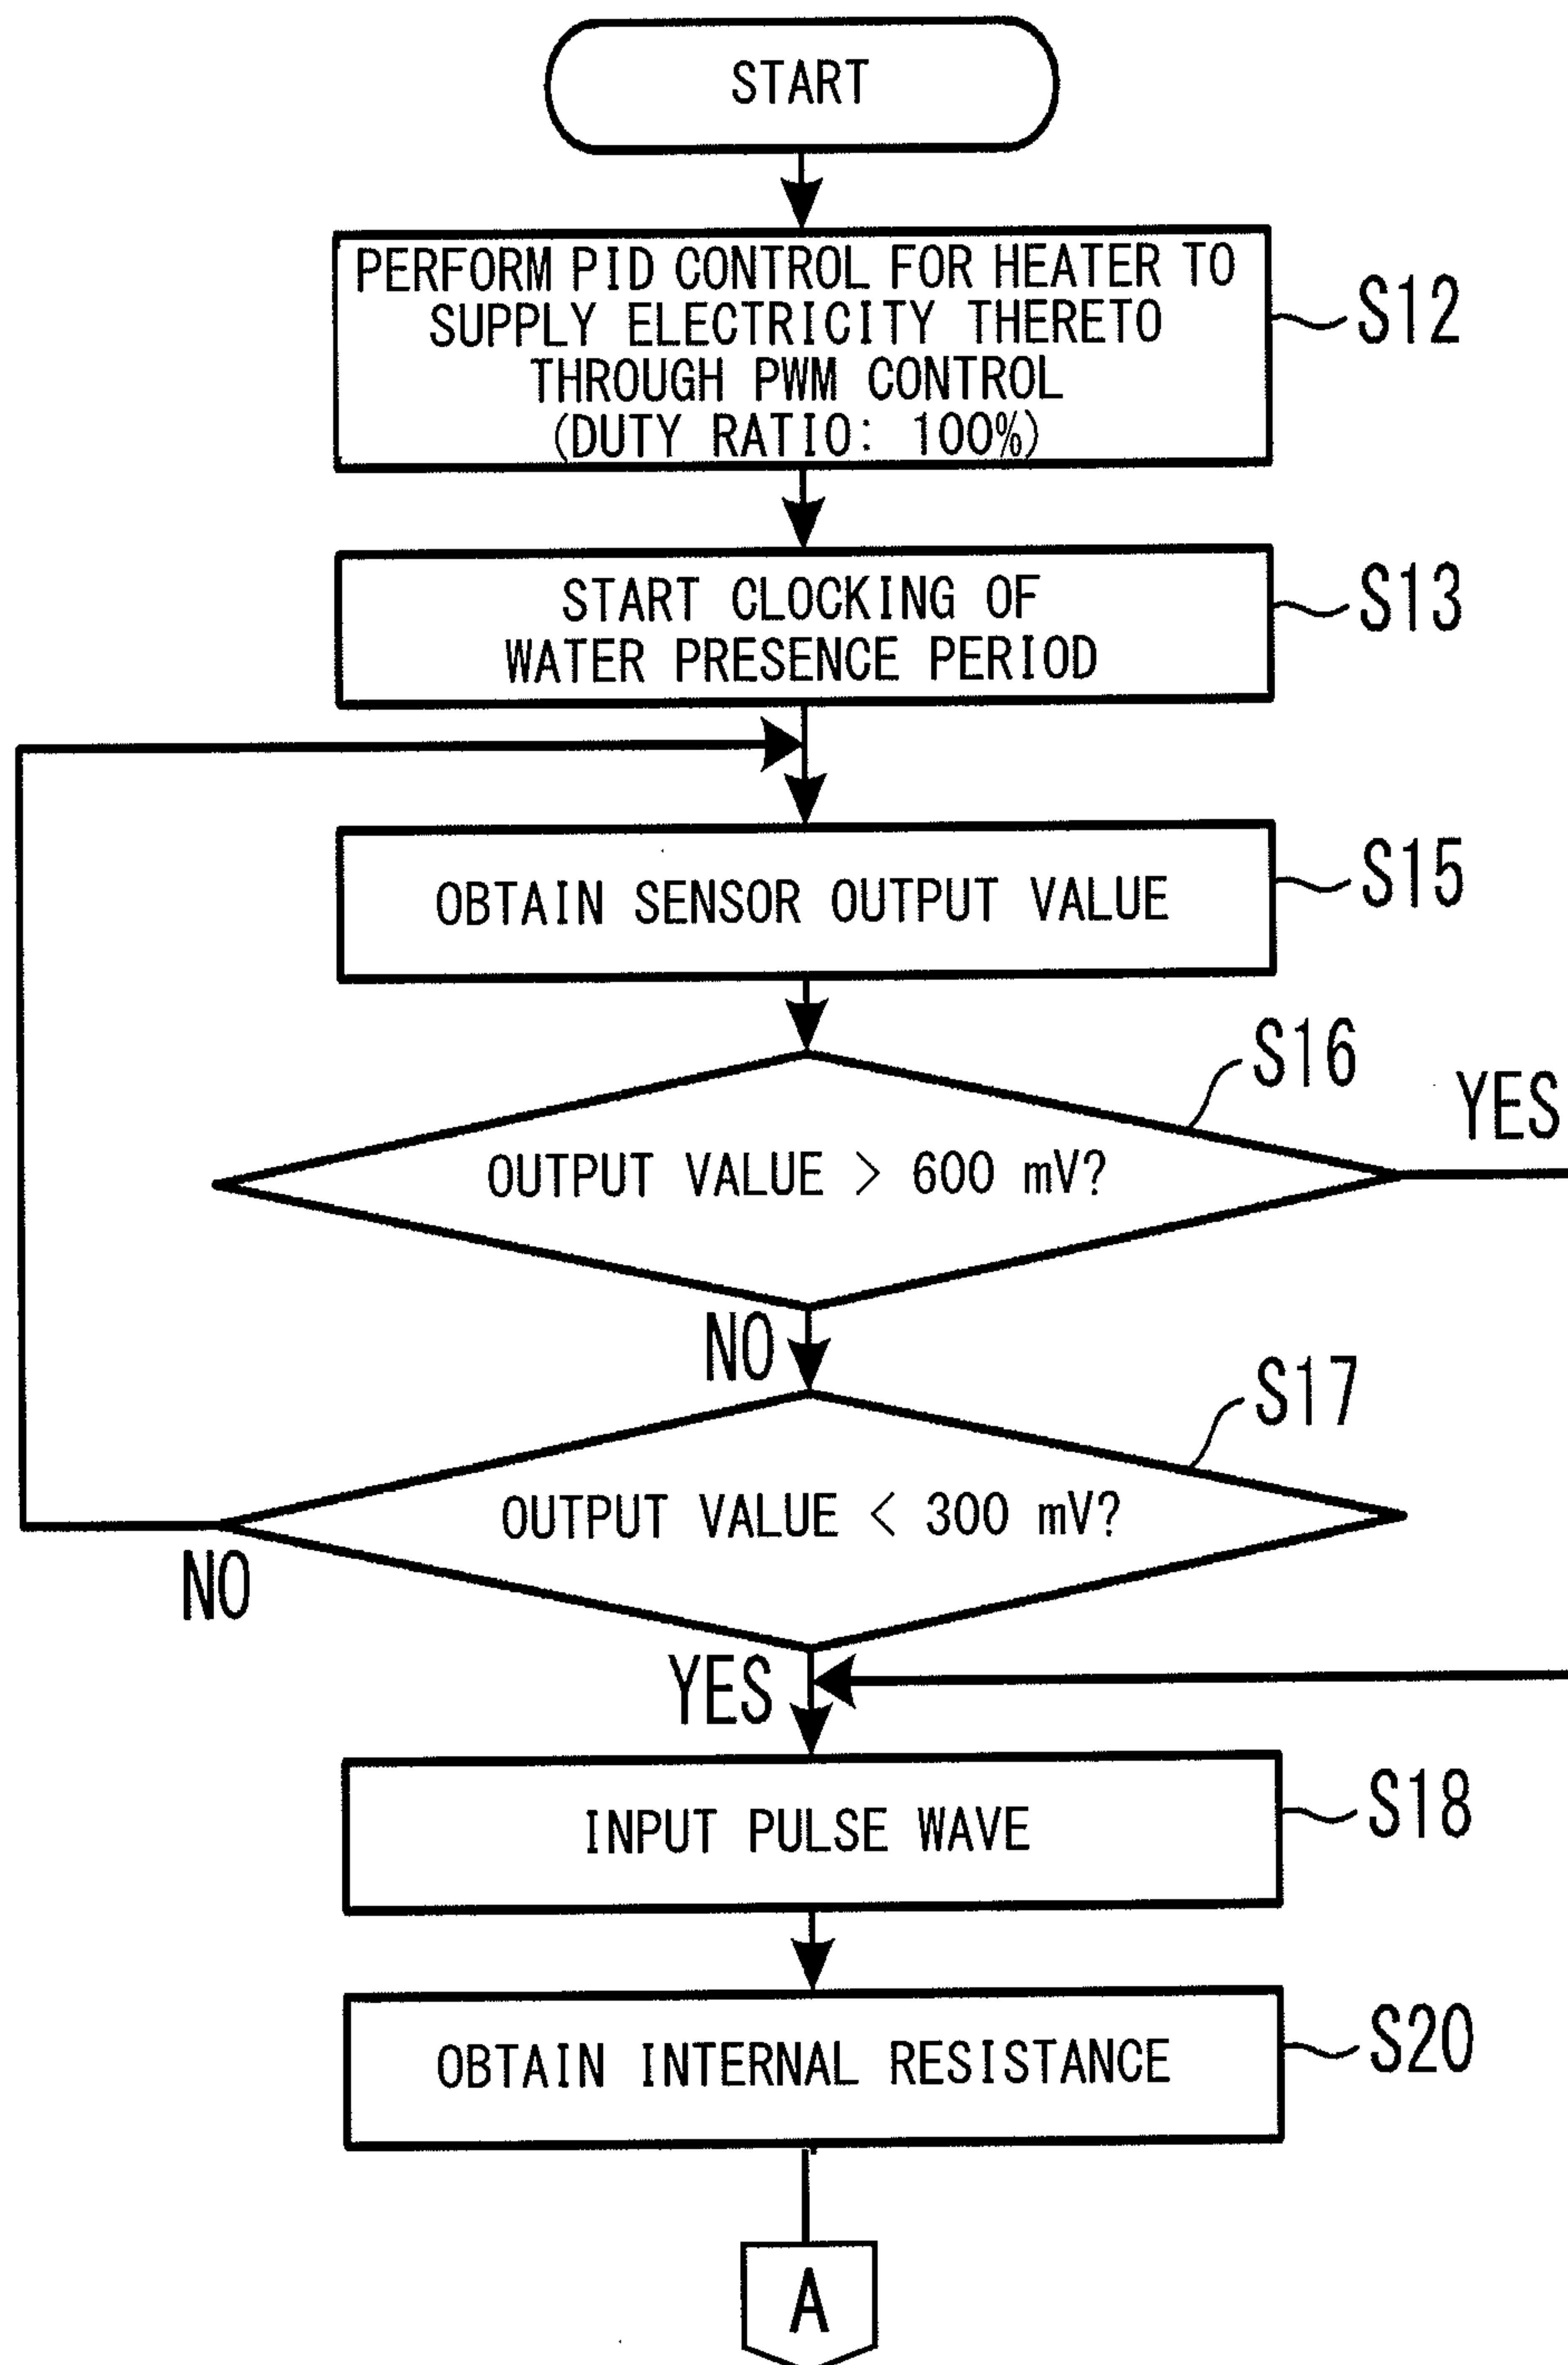 START
PERFORM PID CONTROL FOR HEATER TO
SUPPLY ELECTRICITY THERETO
THROUGH PWM CONTROL
(DUTY RATIO: 100%)
S12
START CLOCKING OF
WATER PRESENCE PERIOD
S13
OBTAIN SENSOR OUTPUT VALUE
S15
S16
YES
OUTPUT VALUE > 600 mV?
NO
S17
OUTPUT VALUE < 300 mV?
NO
YES
INPUT PULSE WAVE
S18
OBTAIN INTERNAL RESISTANCE
S20
A